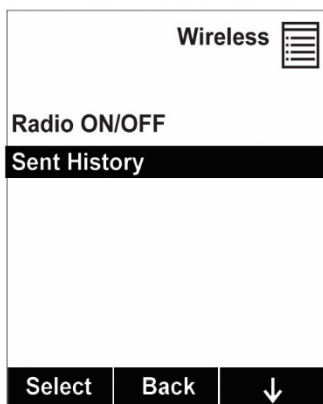 Wireless
Radio ON/OFF
Sent History
Select Back ↓